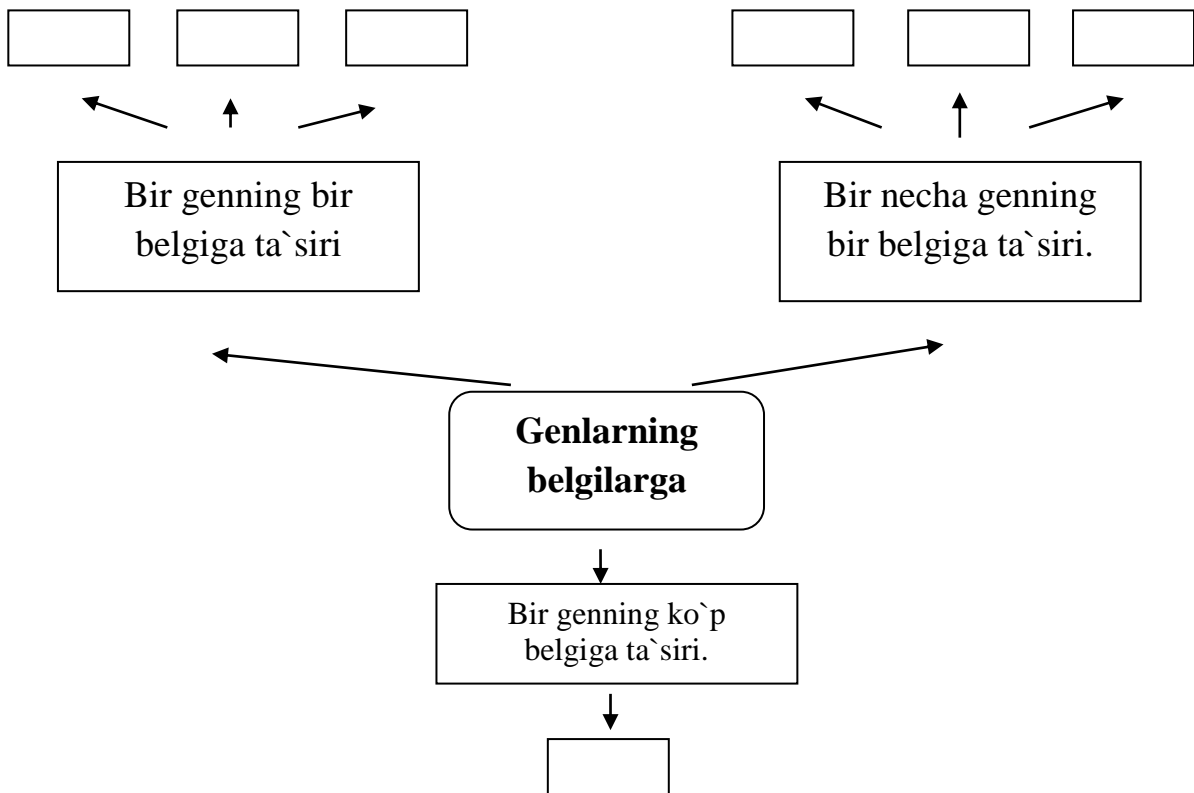 Bir genning bir
belgiga ta`siri
Bir necha genning
bir belgiga ta`siri.
Genlarning
belgilarga
Bir genning ko`p
belgiga ta`siri.